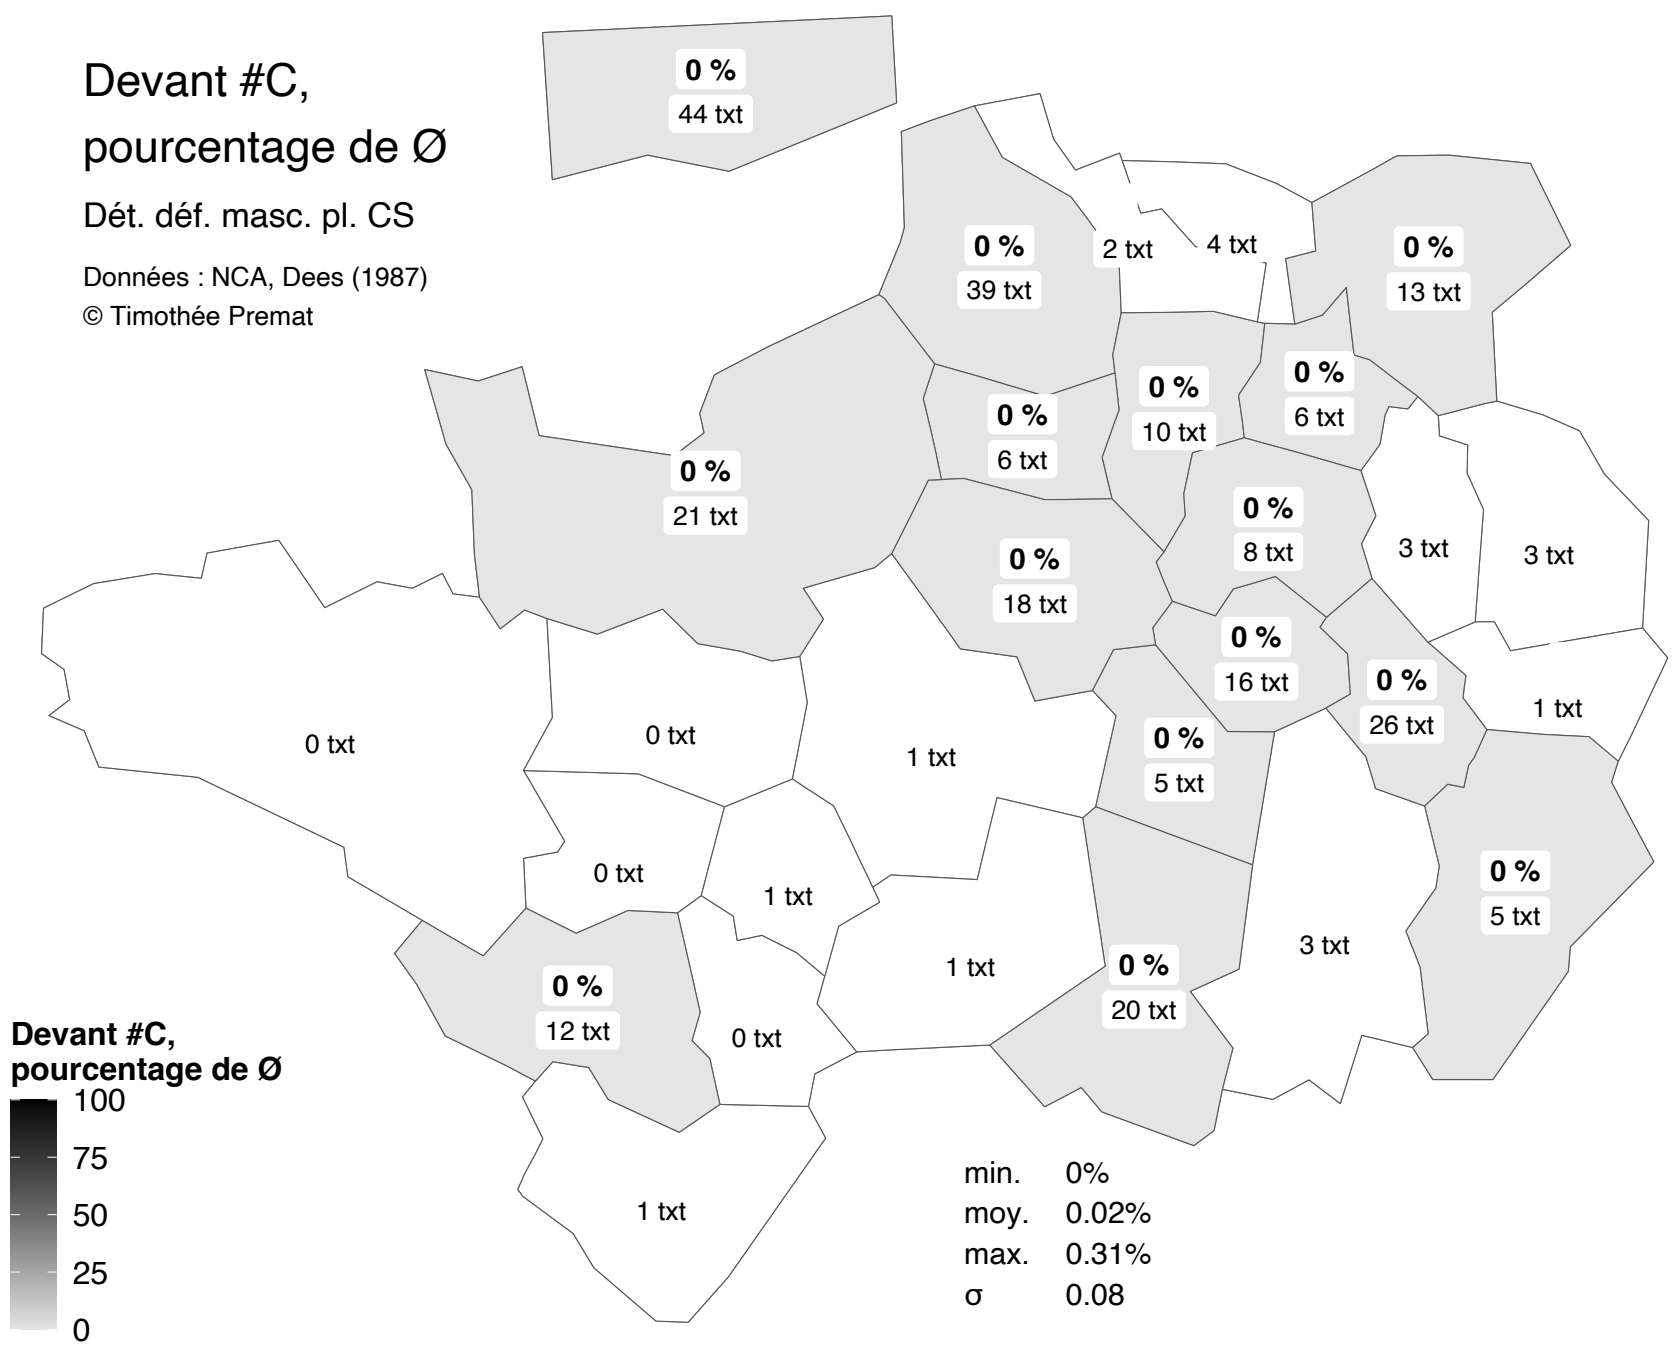 Devant #C,
pourcentage de Ø
Dét. déf. masc. pl. CS
Données : NCA, Dees (1987)
© Timothée Premat
0 %
44 txt
0 %
39 txt
2 txt
4 txt
0 %
13 txt
0 %
21 txt
0 %
6 txt
0 %
10 txt
0 %
6 txt
0 %
8 txt
3 txt
3 txt
0 %
18 txt
0 %
16 txt
0 %
26 txt
1 txt
0 txt
0 txt
1 txt
0 %
5 txt
0 txt
1 txt
0 %
5 txt
3 txt
1 txt
0 %
20 txt
0 %
12 txt
0 txt
1 txt
Devant #C,
pourcentage de Ø
100
75
50
25
0
min. 0%
moy. 0.02%
max. 0.31%
σ 0.08